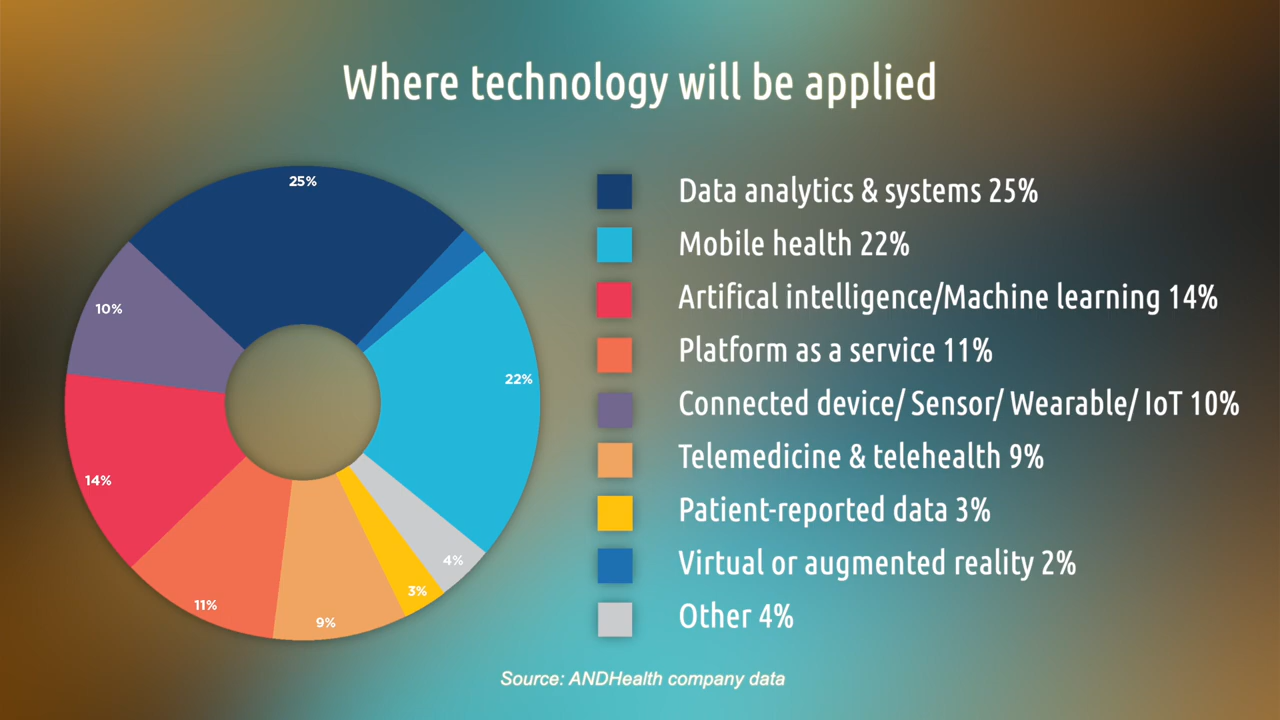 Where technology will be applied
25%
10%
22%
14%
4%
3%
11%
9%
Data analytics & systems 25%
Mobile health 22%
Artifical intelligence/Machine learning 14%
Platform as a service 11%
Connected device/ Sensor/ Wearable/ IoT 10%
Telemedicine & telehealth 9%
Patient-reported data 3%
Virtual or augmented reality 2%
Other 4%
Source: ANDHealth company data